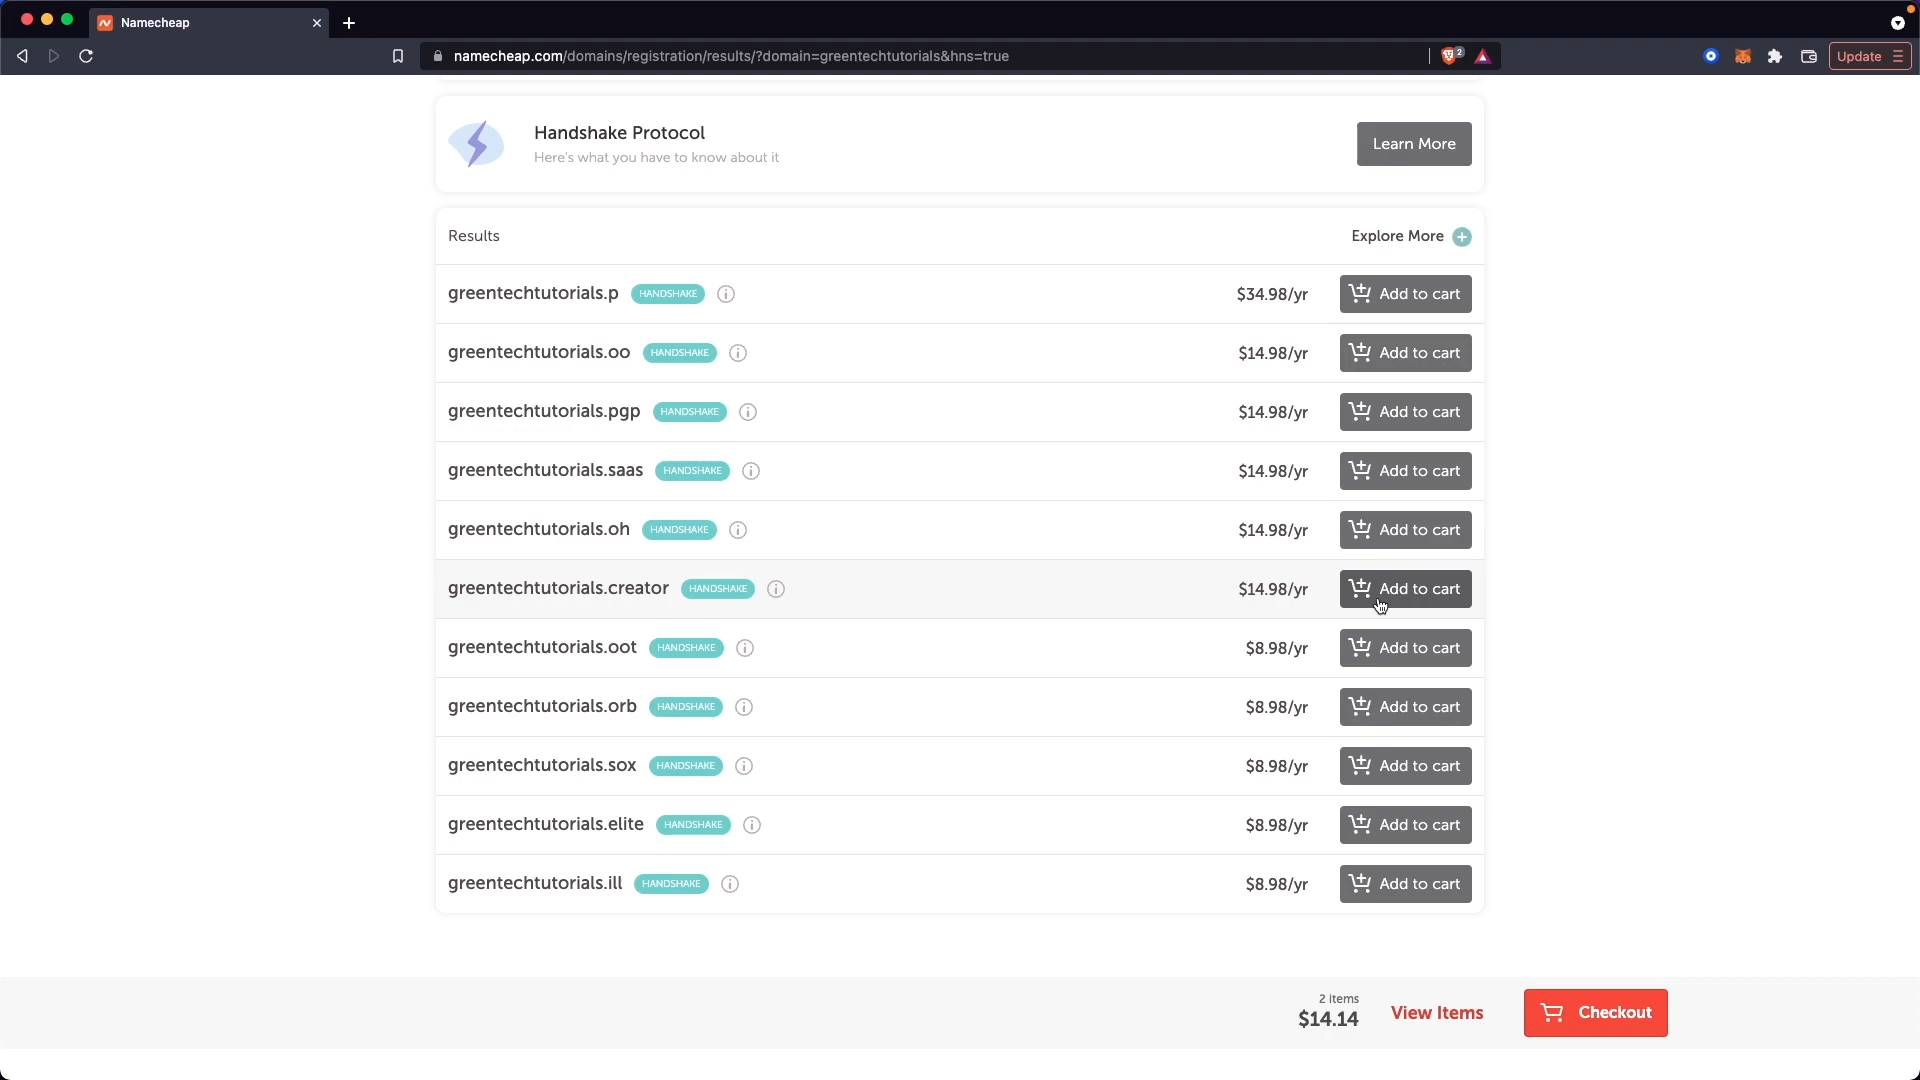 Namecheap
namecheap.com/domains/registration/results/?domain=greentechtutorials&hns=true
2
Update
Handshake Protocol
Here's what you have to know about it
Learn More
Results
Explore More
greentechtutorials.p HANDSHAKE $34.98/yr Add to cart
greentechtutorials.oo HANDSHAKE $14.98/yr Add to cart
greentechtutorials.pgp HANDSHAKE $14.98/yr Add to cart
greentechtutorials.saas HANDSHAKE $14.98/yr Add to cart
greentechtutorials.oh HANDSHAKE $14.98/yr Add to cart
greentechtutorials.creator HANDSHAKE $14.98/yr Add to cart
greentechtutorials.oot HANDSHAKE $8.98/yr Add to cart
greentechtutorials.orb HANDSHAKE $8.98/yr Add to cart
greentechtutorials.sox HANDSHAKE $8.98/yr Add to cart
greentechtutorials.elite HANDSHAKE $8.98/yr Add to cart
greentechtutorials.ill HANDSHAKE $8.98/yr Add to cart
2 items
$14.14
View Items
Checkout